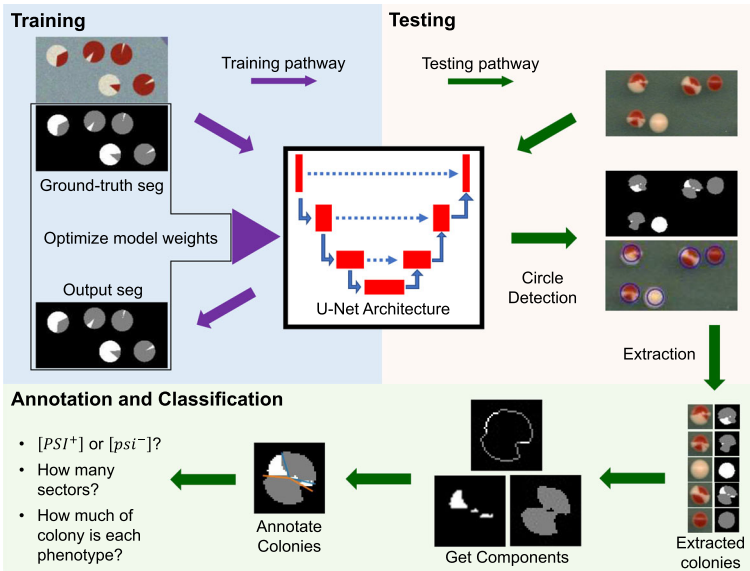 Training
Testing
Training pathway
Testing pathway
Ground-truth seg
Optimize model weights
Output seg
U-Net Architecture
Circle
Detection
Extraction
Annotation and Classification
• [PSI⁺] or [psi⁻]?
• How many
sectors?
• How much of
colony is each
phenotype?
Annotate
Colonies
Get Components
Extracted
colonies